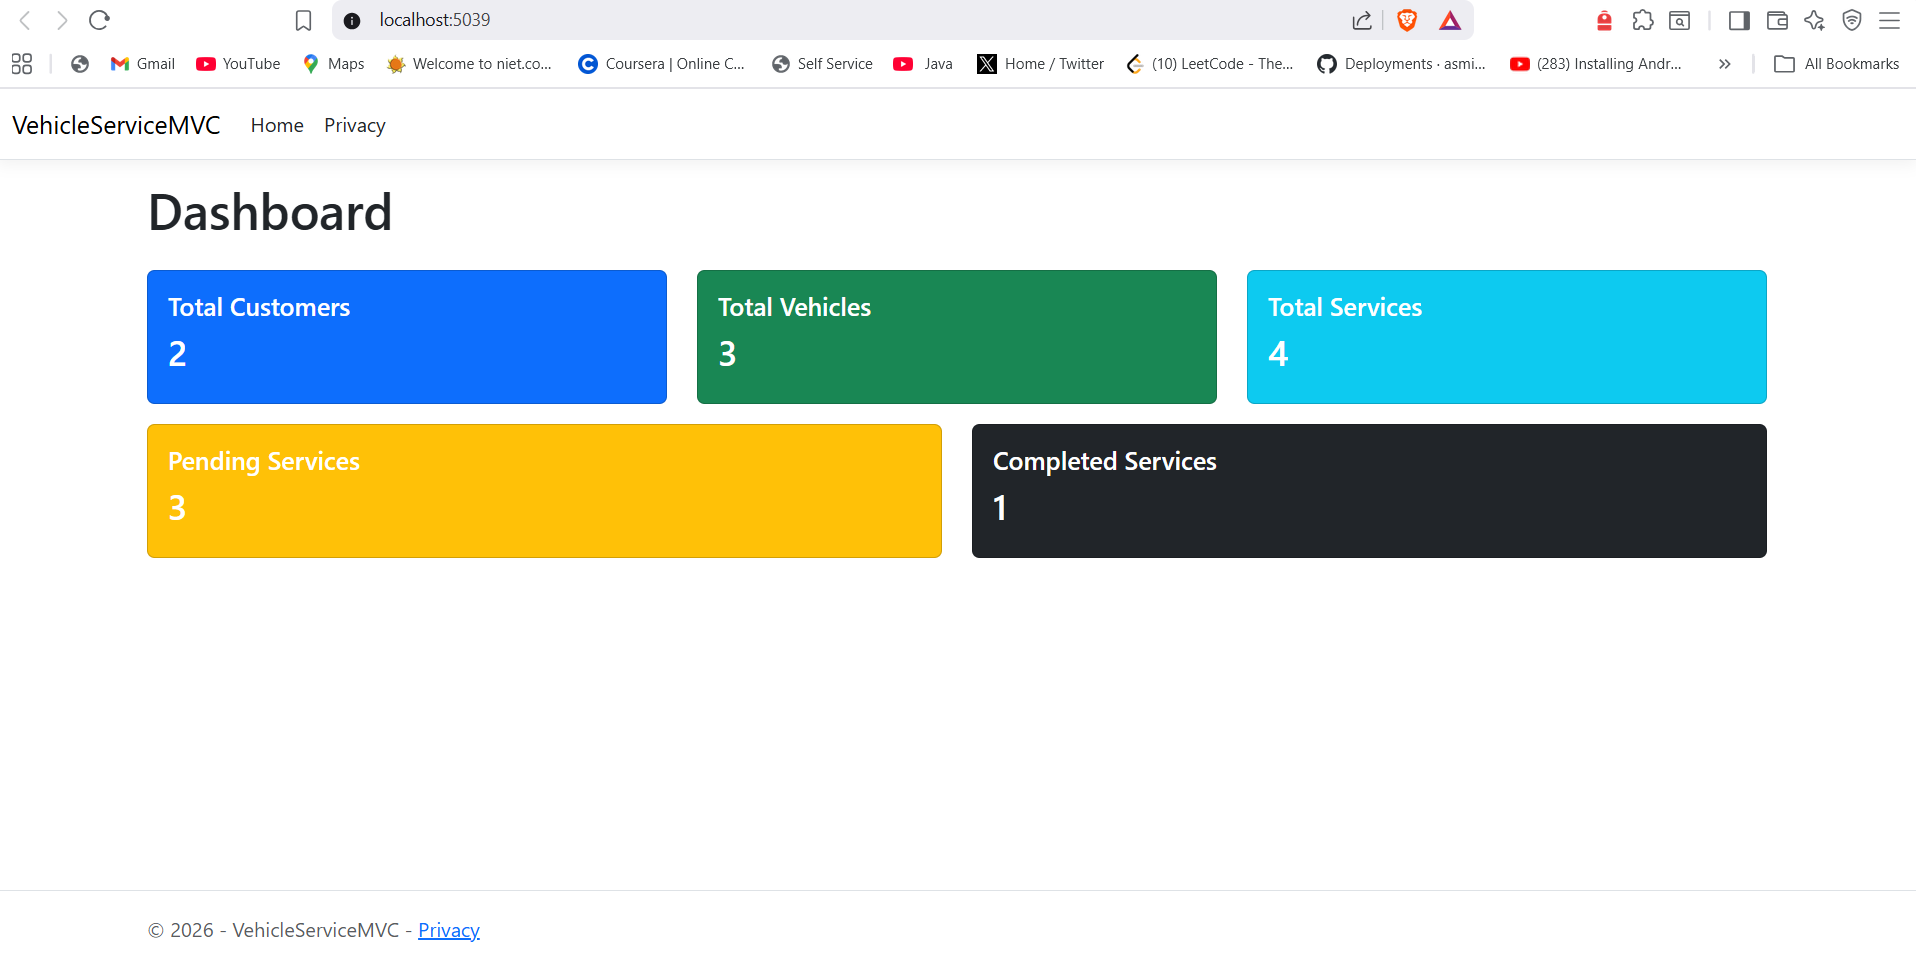 localhost:5039
Gmail YouTube Maps Welcome to niet.co... Coursera | Online C... Self Service Java Home / Twitter (10) LeetCode - The... Deployments · asmi... (283) Installing Andr... All Bookmarks
VehicleServiceMVC Home Privacy
Dashboard
Total Customers
2
Total Vehicles
3
Total Services
4
Pending Services
3
Completed Services
1
© 2026 - VehicleServiceMVC - Privacy